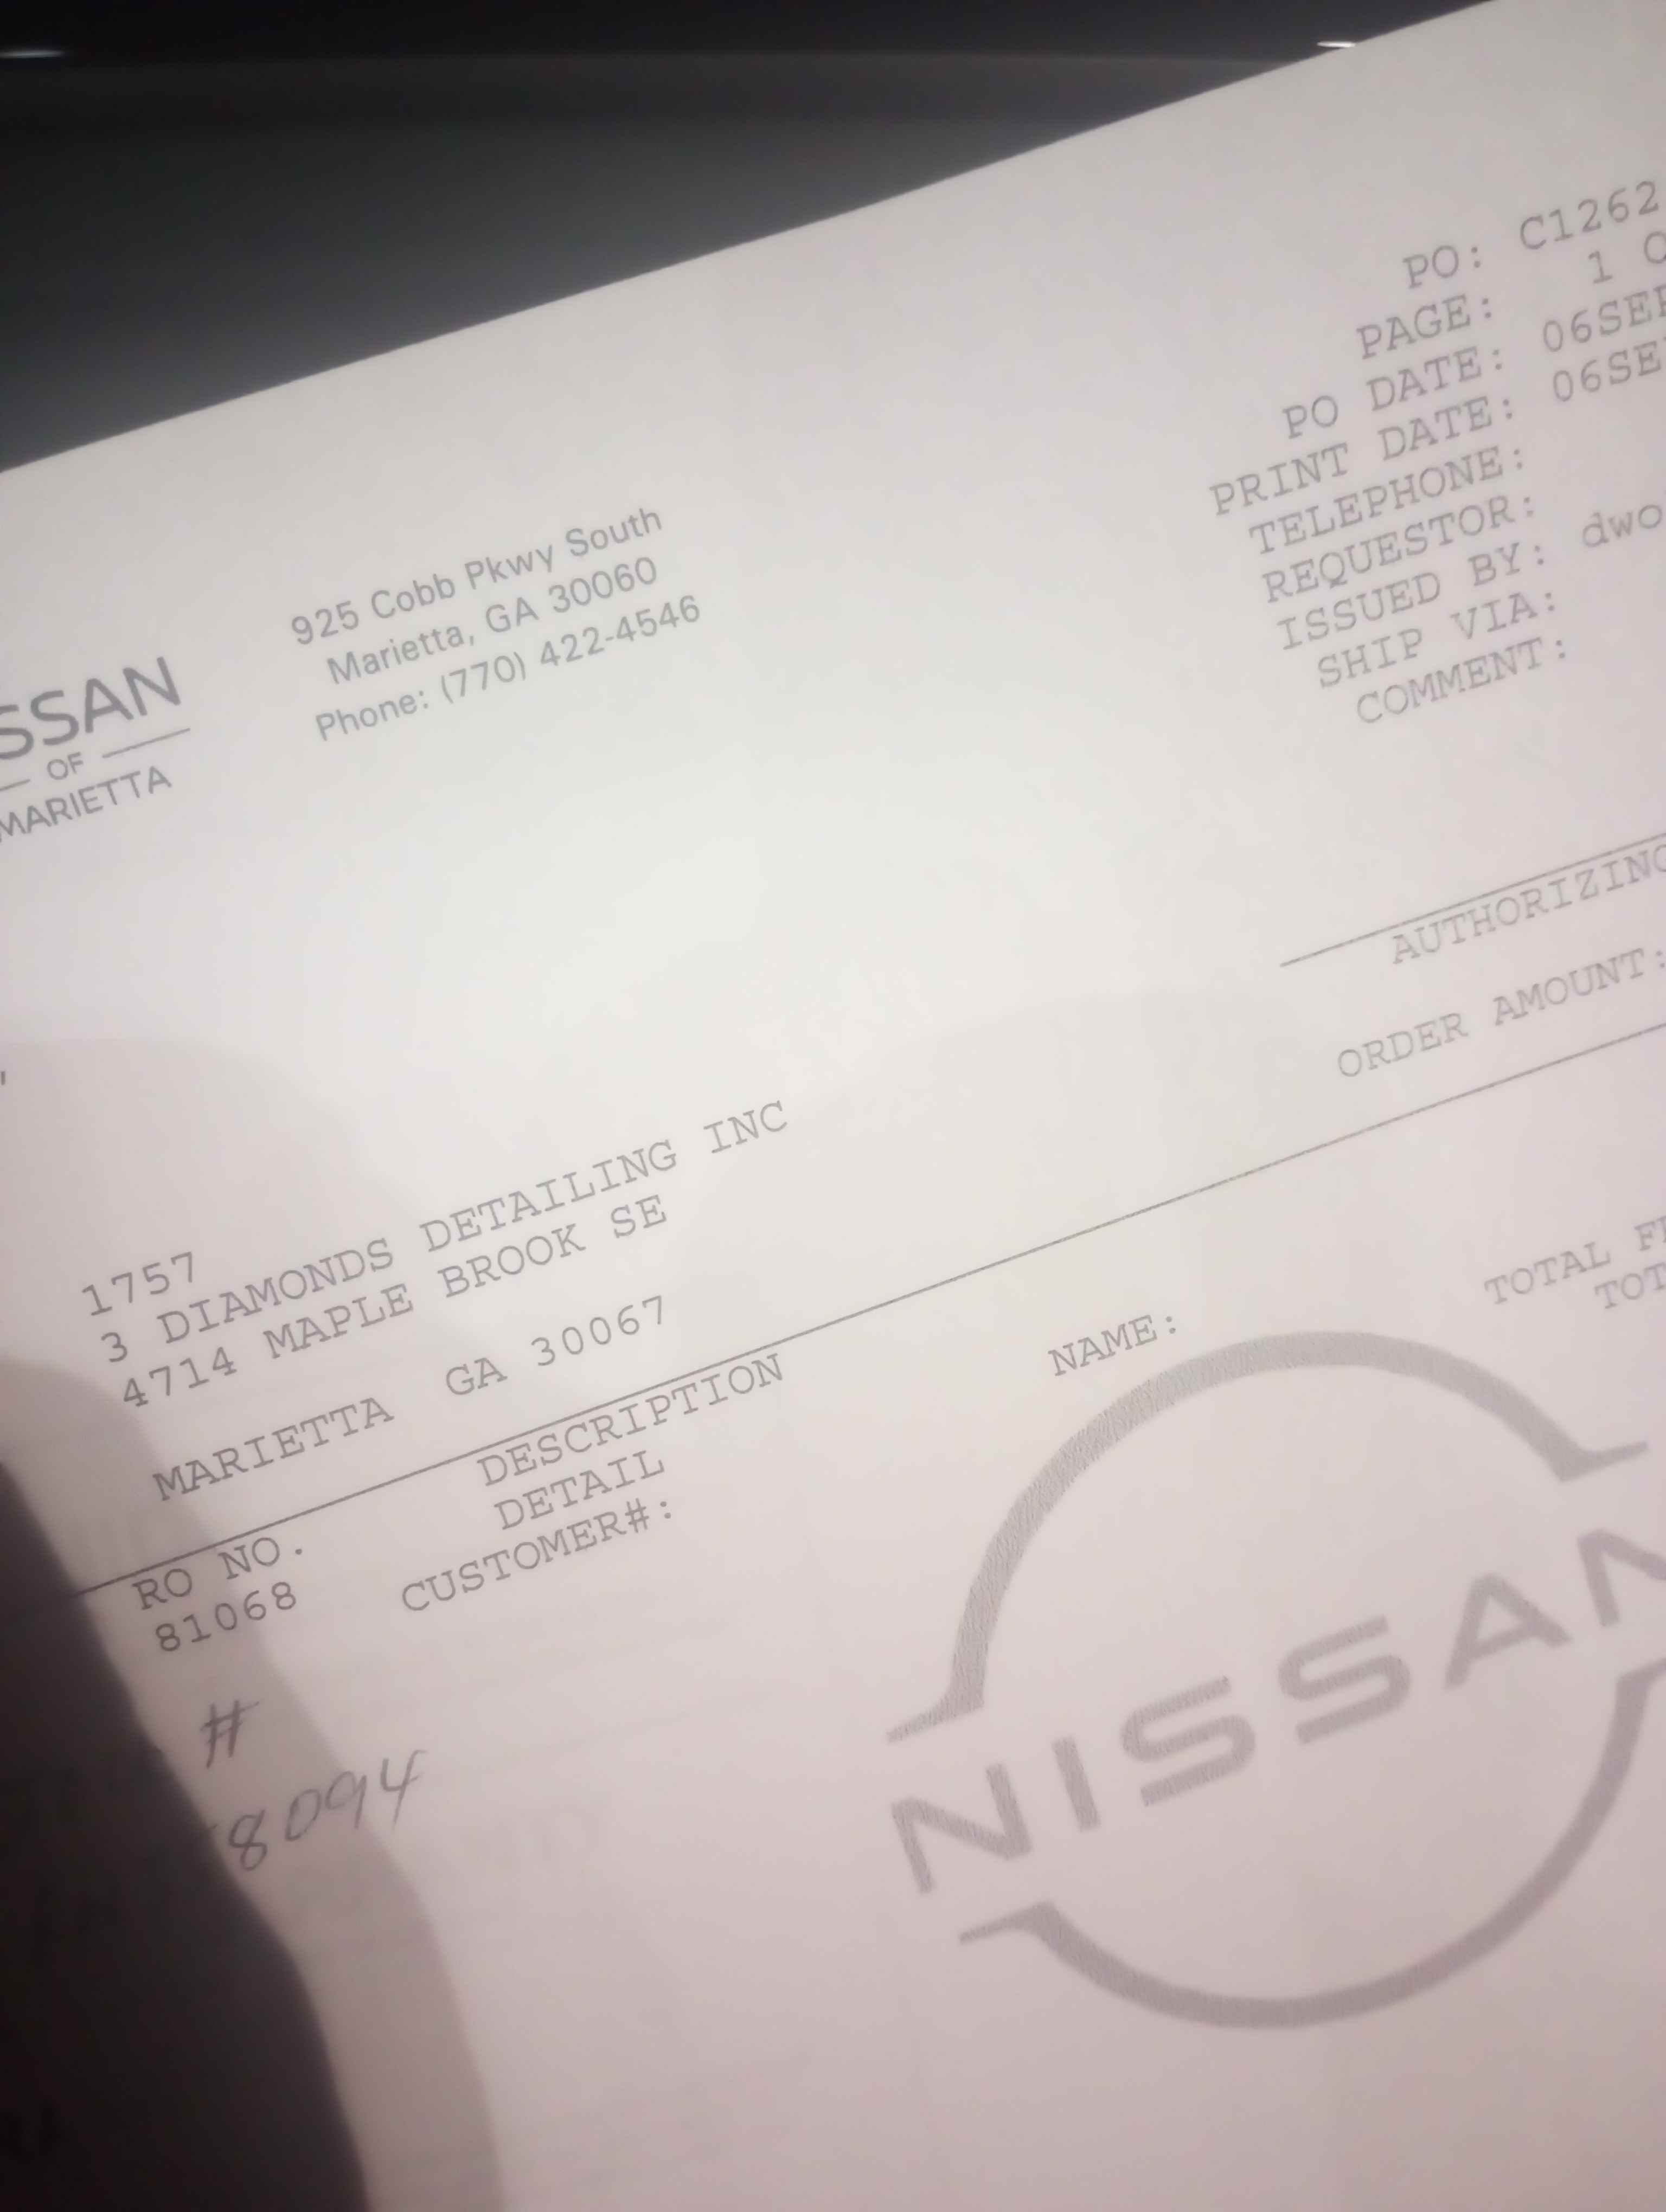 PO: C1262
PAGE: 1 O
PO DATE: 06SEP
PRINT DATE: 06SE
TELEPHONE:
REQUESTOR:
ISSUED BY: dwo
SHIP VIA:
COMMENT:
925 Cobb Pkwy South
Marietta, GA 30060
Phone: (770) 422-4546
SSAN
OF
MARIETTA
AUTHORIZING
ORDER AMOUNT:
1757
3 DIAMONDS DETAILING INC
4714 MAPLE BROOK SE
MARIETTA GA 30067
RO NO. DESCRIPTION
81068 DETAIL
CUSTOMER#: NAME:
TOTAL F
TOT
#
8094
NISSAN